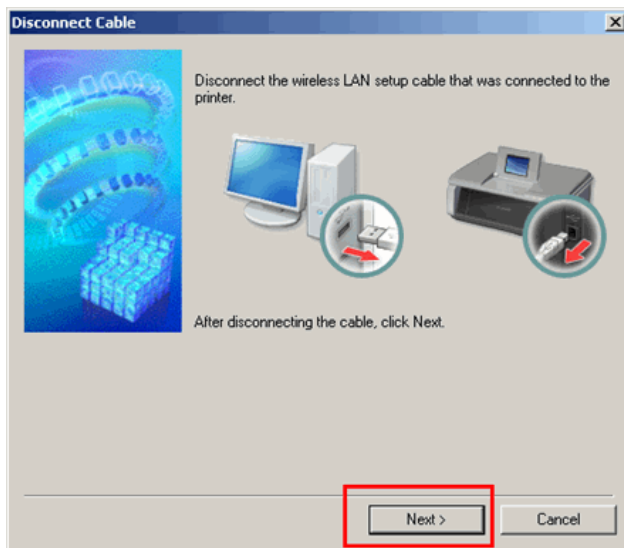 Disconnect Cable
Disconnect the wireless LAN setup cable that was connected to the
printer.
After disconnecting the cable, click Next.
Next >
Cancel